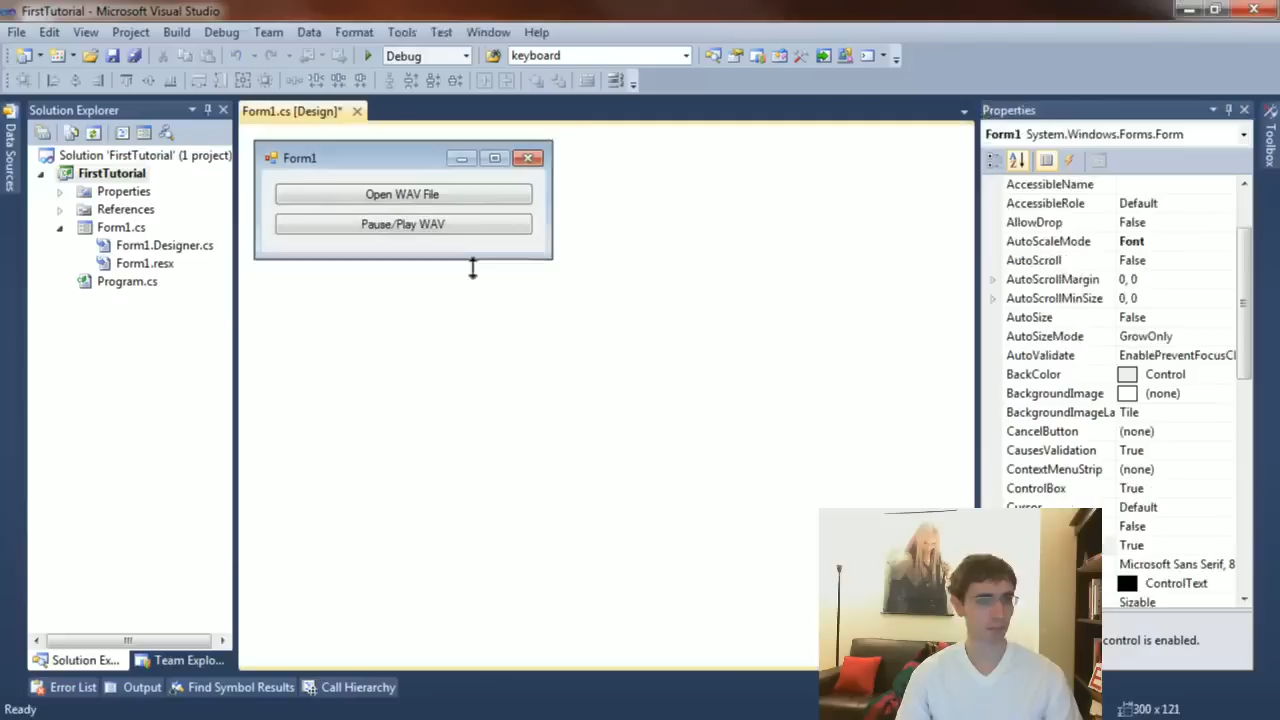 FirstTutorial - Microsoft Visual Studio
File Edit View Project Build Debug Team Data Format Tools Test Window Help
Debug keyboard
Data Sources
Solution Explorer
Solution 'FirstTutorial' (1 project)
FirstTutorial
Properties
References
Form1.cs
Form1.Designer.cs
Form1.resx
Program.cs
Solution Ex... Team Explo...
Form1.cs [Design]*
Form1
Open WAV File
Pause/Play WAV
Properties
Form1 System.Windows.Forms.Form
AccessibleName
AccessibleRole Default
AllowDrop False
AutoScaleMode Font
AutoScroll False
AutoScrollMargin 0, 0
AutoScrollMinSize 0, 0
AutoSize False
AutoSizeMode GrowOnly
AutoValidate EnablePreventFocusCl
BackColor Control
BackgroundImage (none)
BackgroundImageLa Tile
CancelButton (none)
CausesValidation True
ContextMenuStrip (none)
ControlBox True
Cursor Default
False
True
Microsoft Sans Serif, 8
ControlText
Sizable
control is enabled.
Toolbox
Error List Output Find Symbol Results Call Hierarchy
Ready 300 x 121